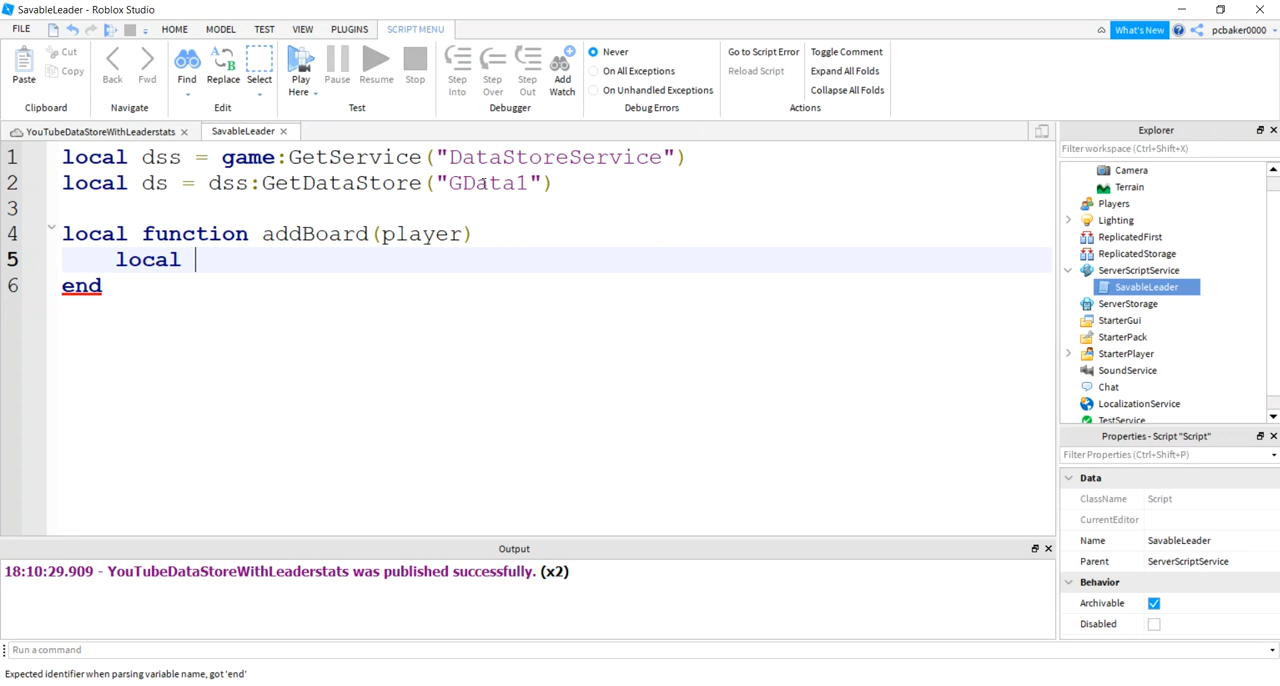 SavableLeader - Roblox Studio
FILE HOME MODEL TEST VIEW PLUGINS SCRIPT MENU What's New pcbaker0000
Paste Cut Copy Back Fwd Find Replace Select Play Here Pause Resume Stop Step Into Step Over Step Out Add Watch
Never
On All Exceptions
On Unhandled Exceptions
Go to Script Error
Reload Script
Toggle Comment
Expand All Folds
Collapse All Folds
Clipboard Navigate Edit Test Debugger Debug Errors Actions
YouTubeDataStoreWithLeaderstats SavableLeader
1 local dss = game:GetService("DataStoreService")
2 local ds = dss:GetDataStore("GData1")
3
4 local function addBoard(player)
5 local
6 end
Explorer
Filter workspace (Ctrl+Shift+X)
Camera
Terrain
Players
Lighting
ReplicatedFirst
ReplicatedStorage
ServerScriptService
SavableLeader
ServerStorage
StarterGui
StarterPack
StarterPlayer
SoundService
Chat
LocalizationService
TestService
Properties - Script "Script"
Filter Properties (Ctrl+Shift+P)
Data
ClassName Script
CurrentEditor
Name SavableLeader
Parent ServerScriptService
Behavior
Archivable
Disabled
Output
18:10:29.909 - YouTubeDataStoreWithLeaderstats was published successfully. (x2)
Run a command
Expected identifier when parsing variable name, got 'end'